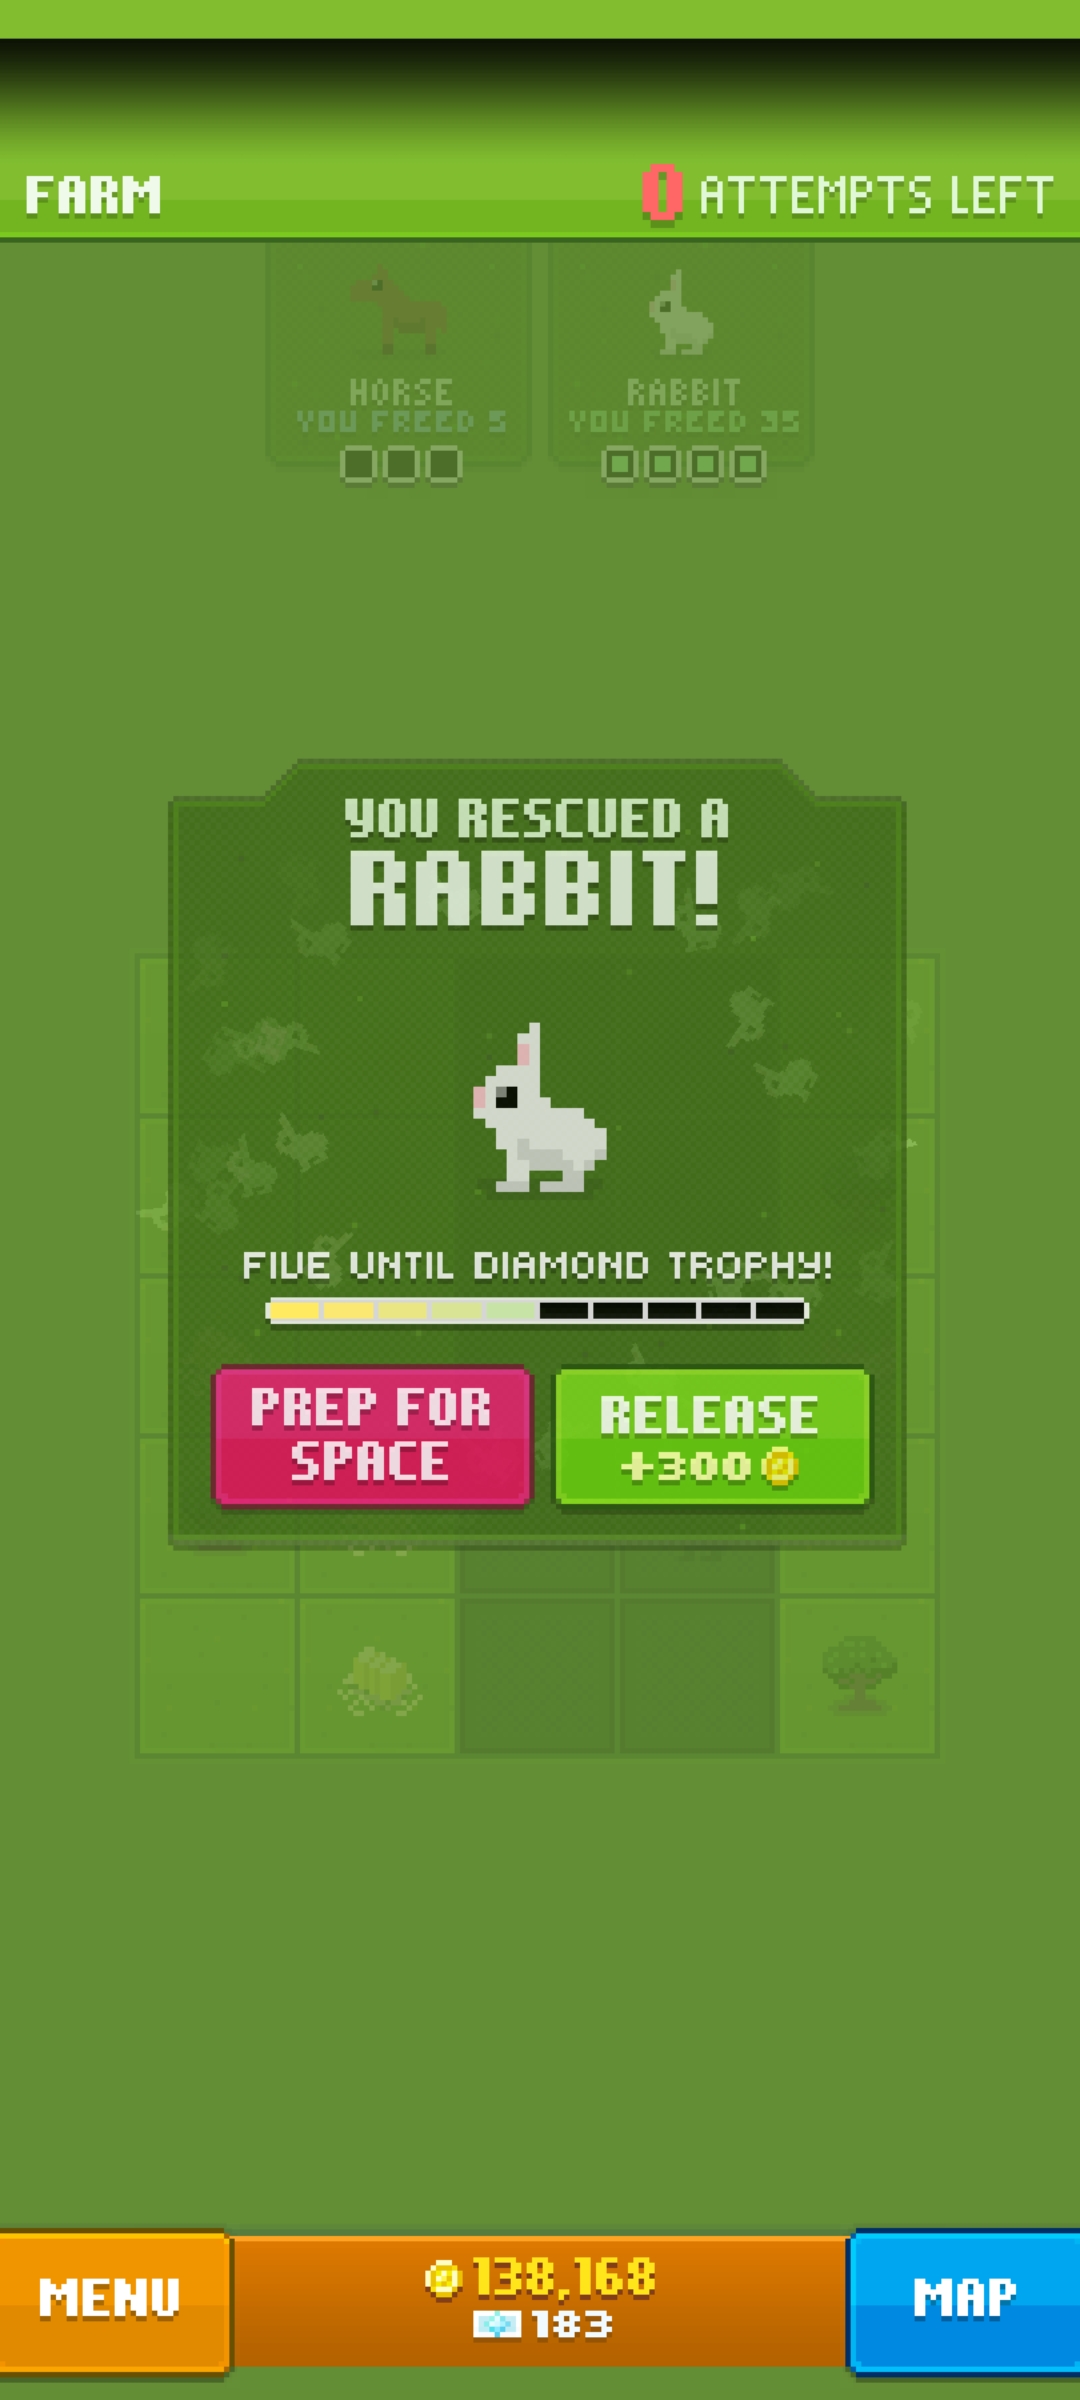 FARM
0 ATTEMPTS LEFT
HORSE
YOU FREED 5
RABBIT
YOU FREED 35
YOU RESCUED A
RABBIT!
FIVE UNTIL DIAMOND TROPHY!
PREP FOR
SPACE
RELEASE
+300
MENU
138,168
183
MAP